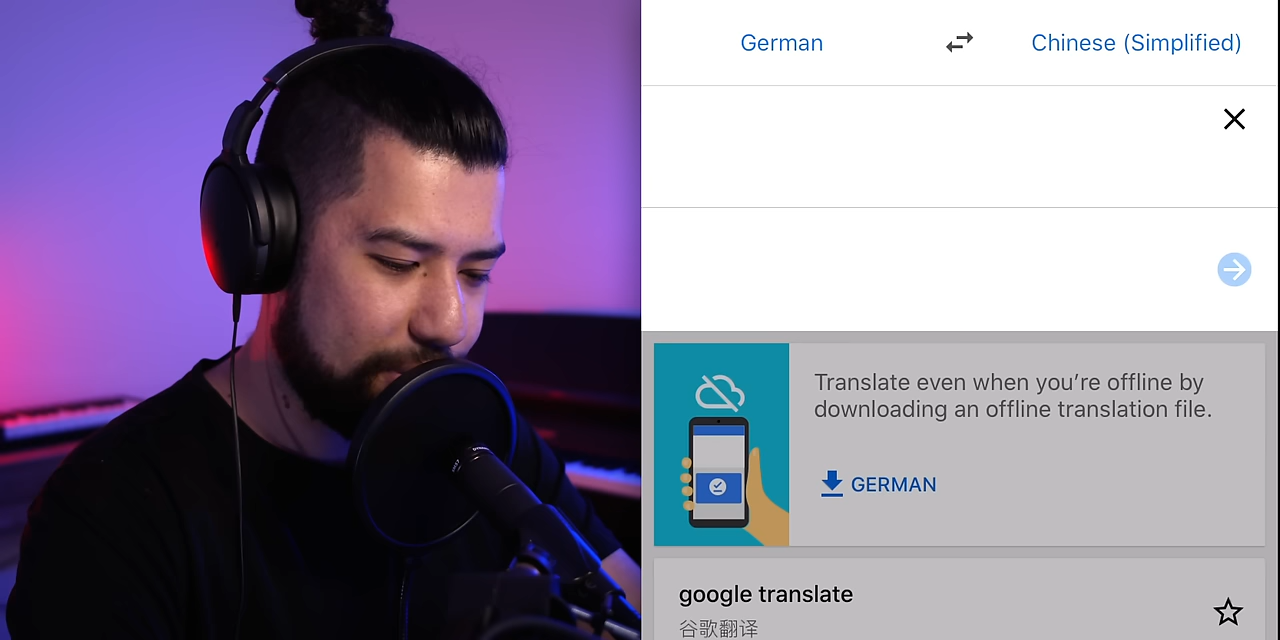 German
Chinese (Simplified)
Translate even when you're offline by
downloading an offline translation file.
GERMAN
google translate
谷歌翻译